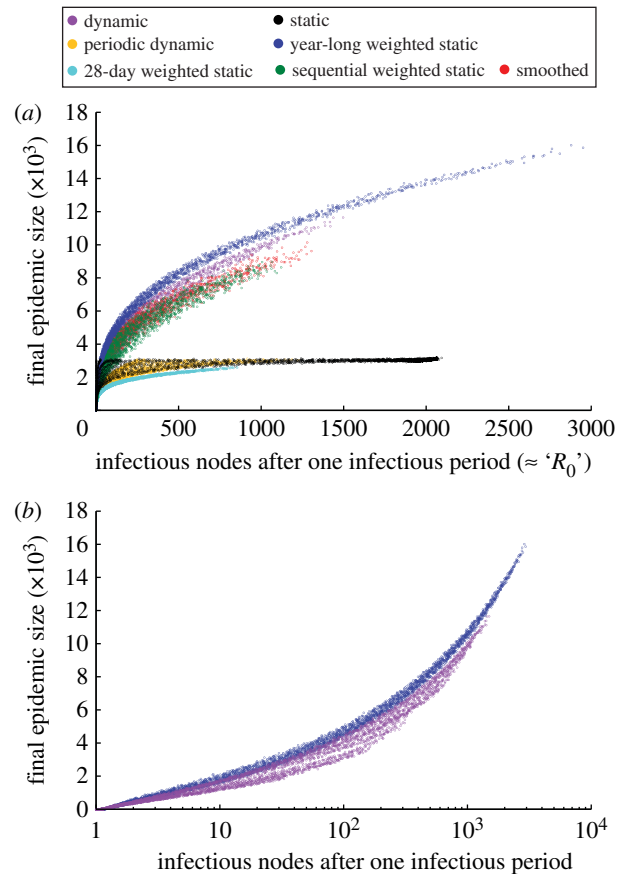 dynamic static
periodic dynamic year-long weighted static
28-day weighted static sequential weighted static smoothed
(a)
18
16
14
12
10
8
6
4
2
final epidemic size (×10³)
0 500 1000 1500 2000 2500 3000
infectious nodes after one infectious period (≈ ‘R₀’)
(b)
18
16
14
12
10
8
6
4
2
0
final epidemic size (×10³)
1 10 10² 10³ 10⁴
infectious nodes after one infectious period